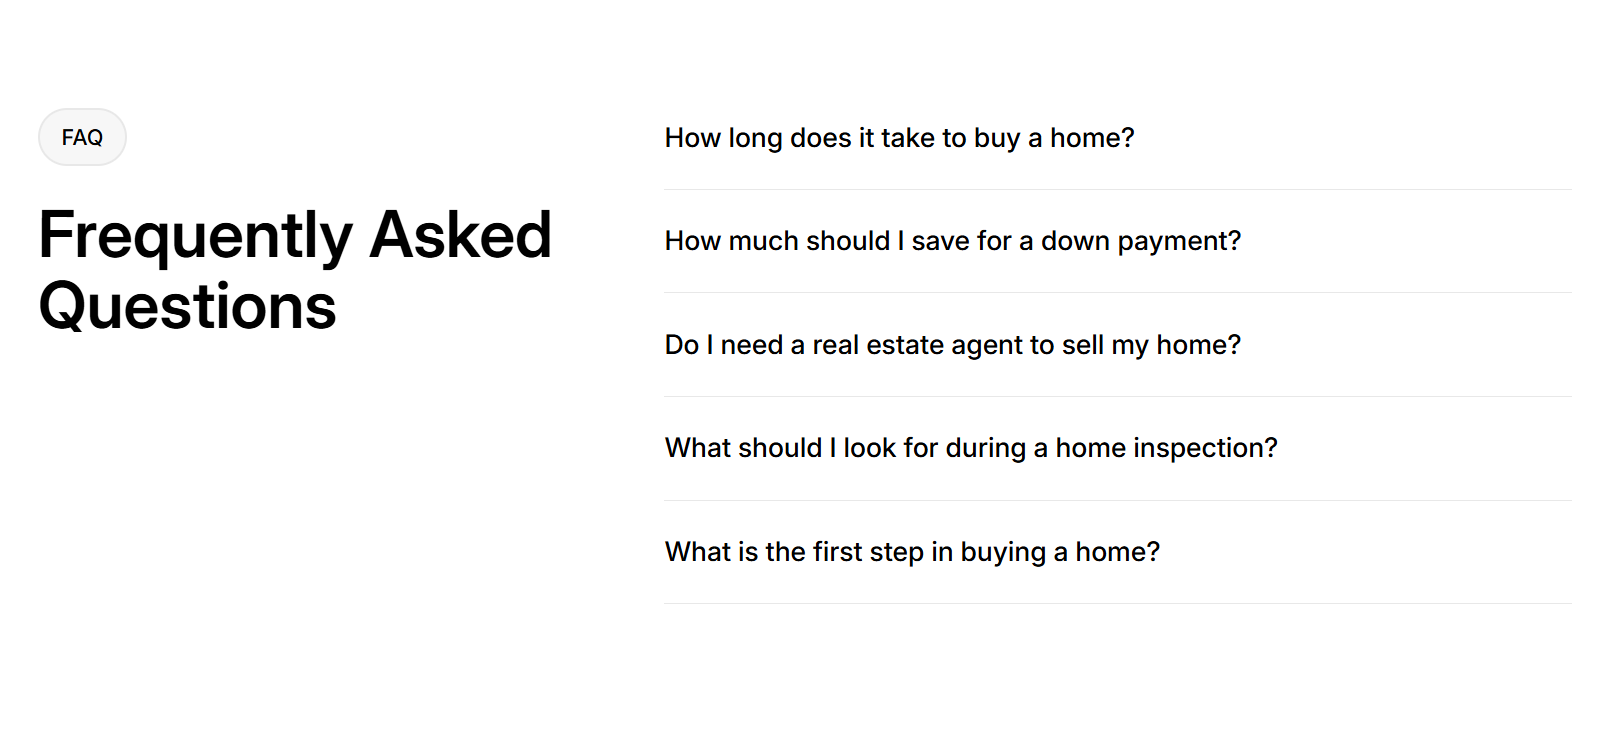 FAQ
Frequently Asked
Questions
How long does it take to buy a home?
How much should I save for a down payment?
Do I need a real estate agent to sell my home?
What should I look for during a home inspection?
What is the first step in buying a home?